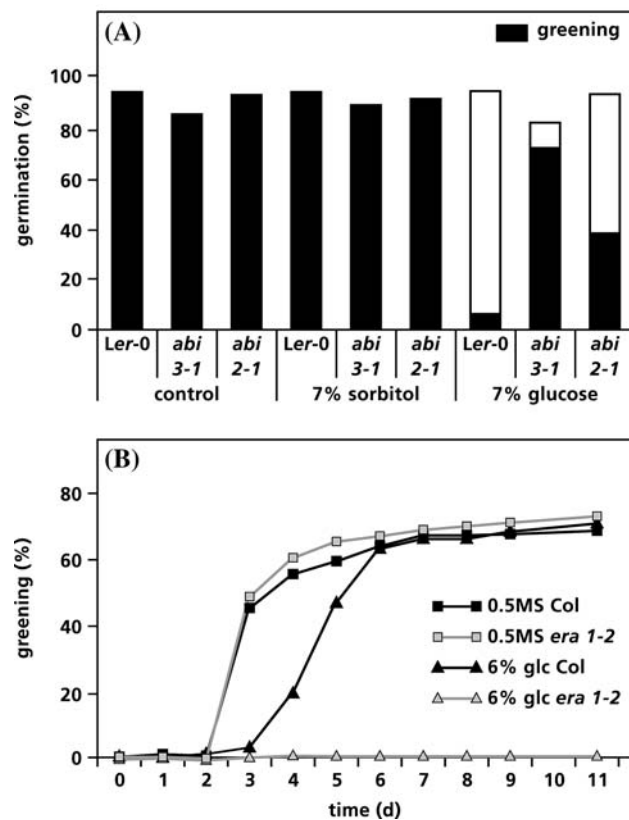 (A)
greening
germination (%)
100
80
60
40
20
0
Ler-0 abi 3-1 abi 2-1 Ler-0 abi 3-1 abi 2-1 Ler-0 abi 3-1 abi 2-1
control 7% sorbitol 7% glucose
(B)
greening (%)
80
60
40
20
0
0.5MS Col
0.5MS era 1-2
6% glc Col
6% glc era 1-2
0 1 2 3 4 5 6 7 8 9 10 11
time (d)